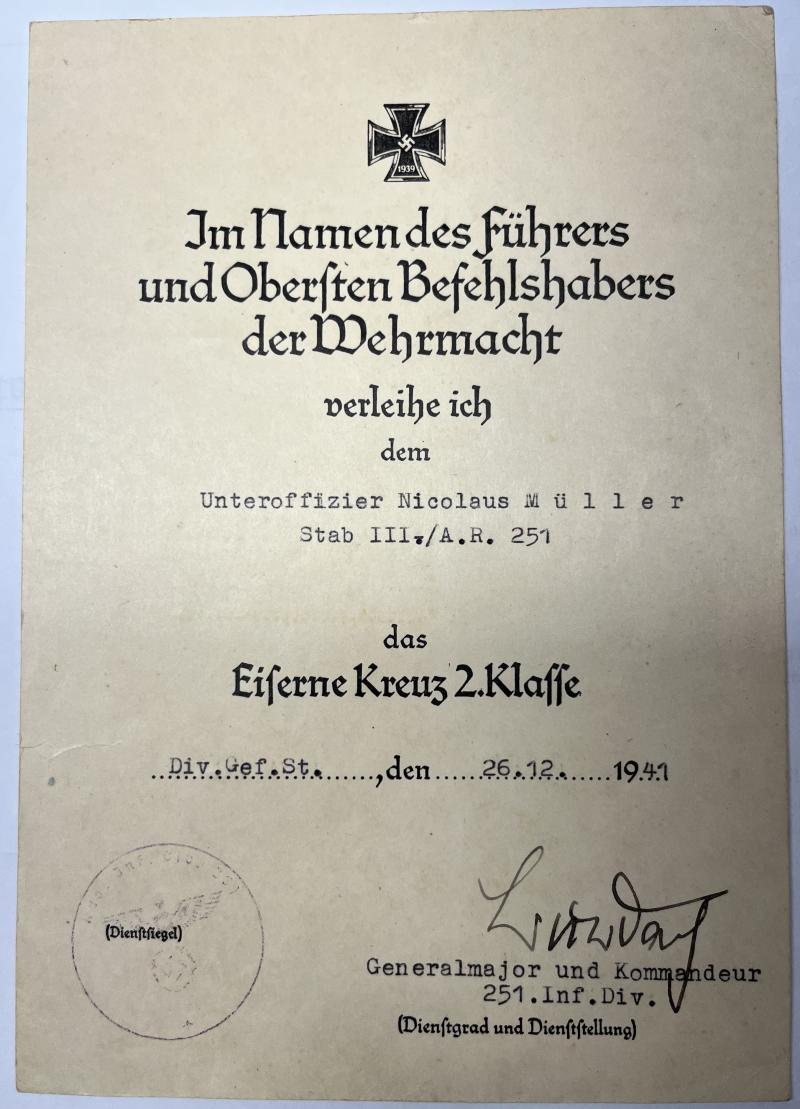 1939
Im Namen des Führers
und Obersten Befehlshabers
der Wehrmacht
verleihe ich
dem
Unteroffizier Nicolaus M ü l l e r
Stab III./A.R. 251
das
Eiserne Kreuz 2.Klasse
Div.Gef.St. ,den 26.12. 1941
(Dienstsiegel)
Generalmajor und Kommandeur
251.Inf.Div.
(Dienstgrad und Dienststellung)